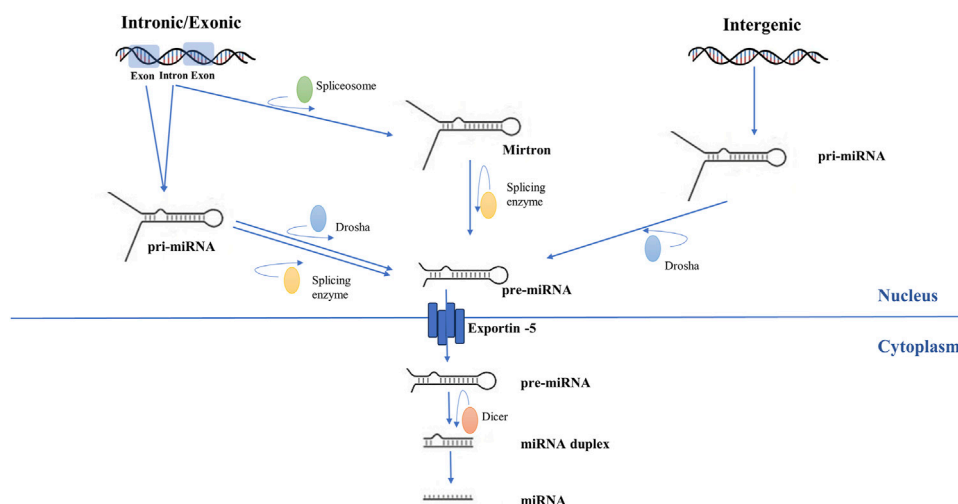 Intronic/Exonic
Intergenic
Exon Intron Exon
Spliceosome
Mirtron
pri-miRNA
Splicing
enzyme
Drosha
pri-miRNA
Drosha
Splicing
enzyme
pre-miRNA
Nucleus
Exportin -5
Cytoplasm
pre-miRNA
Dicer
miRNA duplex
miRNA